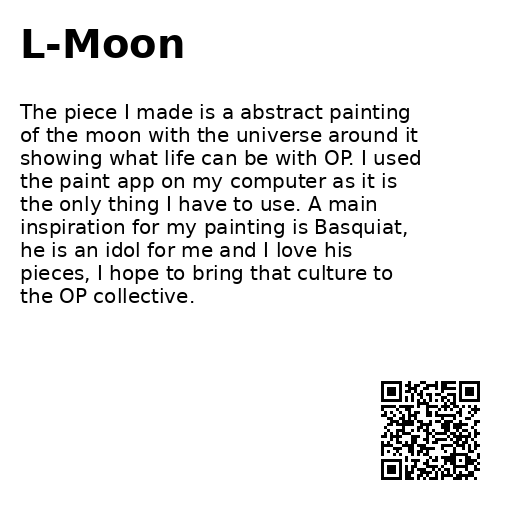 L-Moon
The piece I made is a abstract painting
of the moon with the universe around it
showing what life can be with OP. I used
the paint app on my computer as it is
the only thing I have to use. A main
inspiration for my painting is Basquiat,
he is an idol for me and I love his
pieces, I hope to bring that culture to
the OP collective.